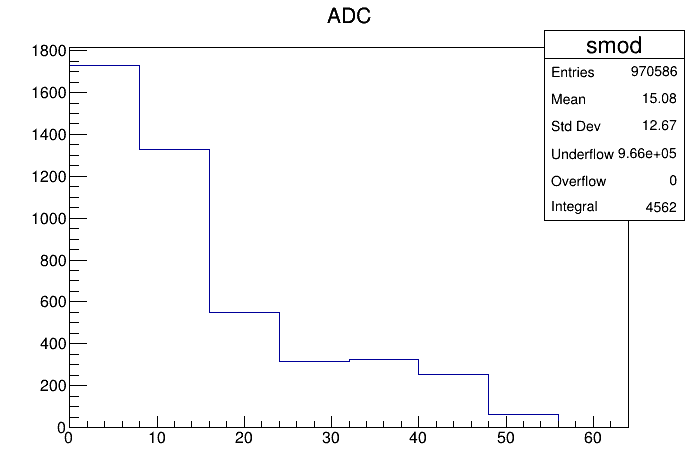 ADC
smod
Entries 970586
Mean 15.08
Std Dev 12.67
Underflow 9.66e+05
Overflow 0
Integral 4562
1800
1600
1400
1200
1000
800
600
400
200
0
0 10 20 30 40 50 60